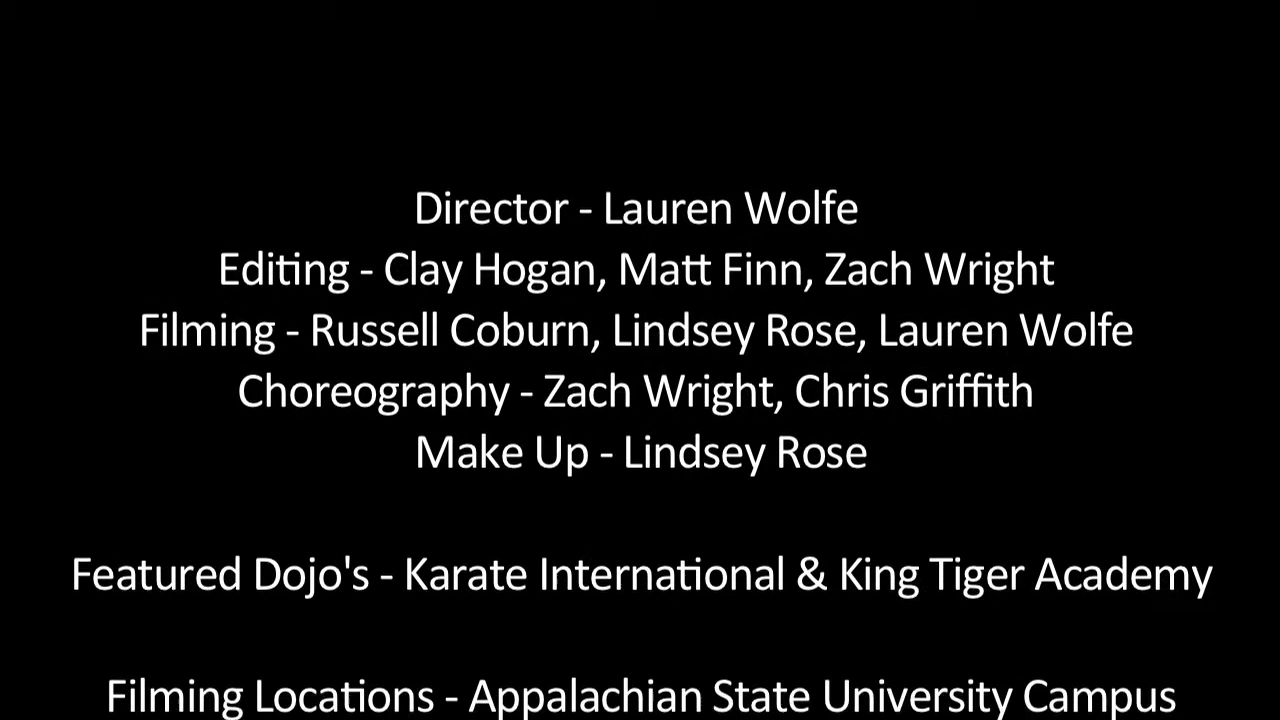 Director - Lauren Wolfe
Editing - Clay Hogan, Matt Finn, Zach Wright
Filming - Russell Coburn, Lindsey Rose, Lauren Wolfe
Choreography - Zach Wright, Chris Griffith
Make Up - Lindsey Rose
Featured Dojo's - Karate International & King Tiger Academy
Filming Locations - Appalachian State University Campus